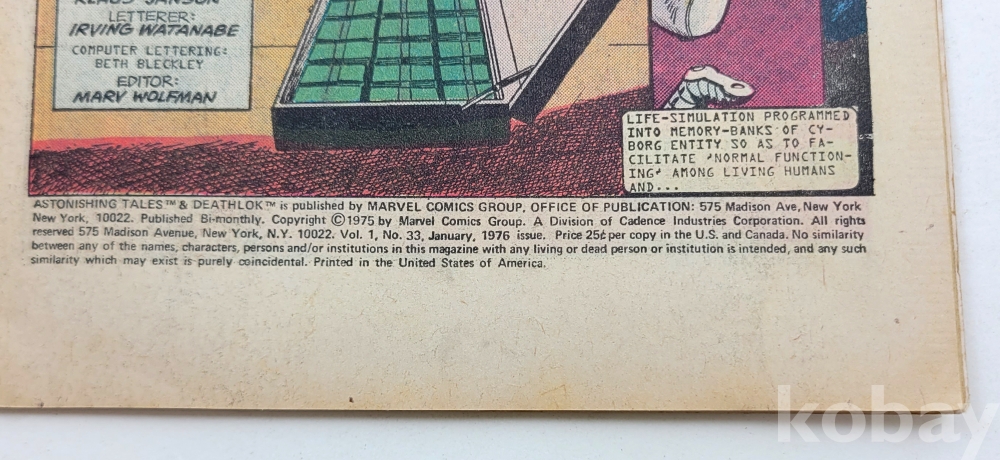 KLAUS JANSON
LETTERER:
IRVING WATANABE
COMPUTER LETTERING:
BETH BLECKLEY
EDITOR:
MARV WOLFMAN
LIFE-SIMULATION PROGRAMMED
INTO MEMORY-BANKS OF CY-
BORG ENTITY SO AS TO FA-
CILITATE 'NORMAL FUNCTION-
ING' AMONG LIVING HUMANS
AND...
ASTONISHING TALES™ & DEATHLOK™ is published by MARVEL COMICS GROUP. OFFICE OF PUBLICATION: 575 Madison Ave, New York
New York, 10022. Published Bi-monthly. Copyright ©1975 by Marvel Comics Group. A Division of Cadence Industries Corporation. All rights
reserved 575 Madison Avenue, New York, N.Y. 10022. Vol. 1, No. 33, January, 1976 issue. Price 25¢ per copy in the U.S. and Canada. No similarity
between any of the names, characters, persons and/or institutions in this magazine with any living or dead person or institution is intended, and any such
similarity which may exist is purely coincidental. Printed in the United States of America.
kobay